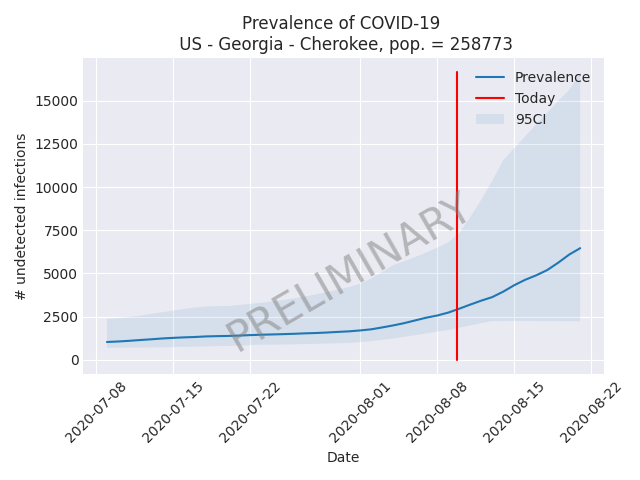 Prevalence of COVID-19
US - Georgia - Cherokee, pop. = 258773
Prevalence
Today
95CI
15000
12500
10000
7500
5000
2500
0
# undetected infections
PRELIMINARY
2020-07-08
2020-07-15
2020-07-22
2020-08-01
2020-08-08
2020-08-15
2020-08-22
Date